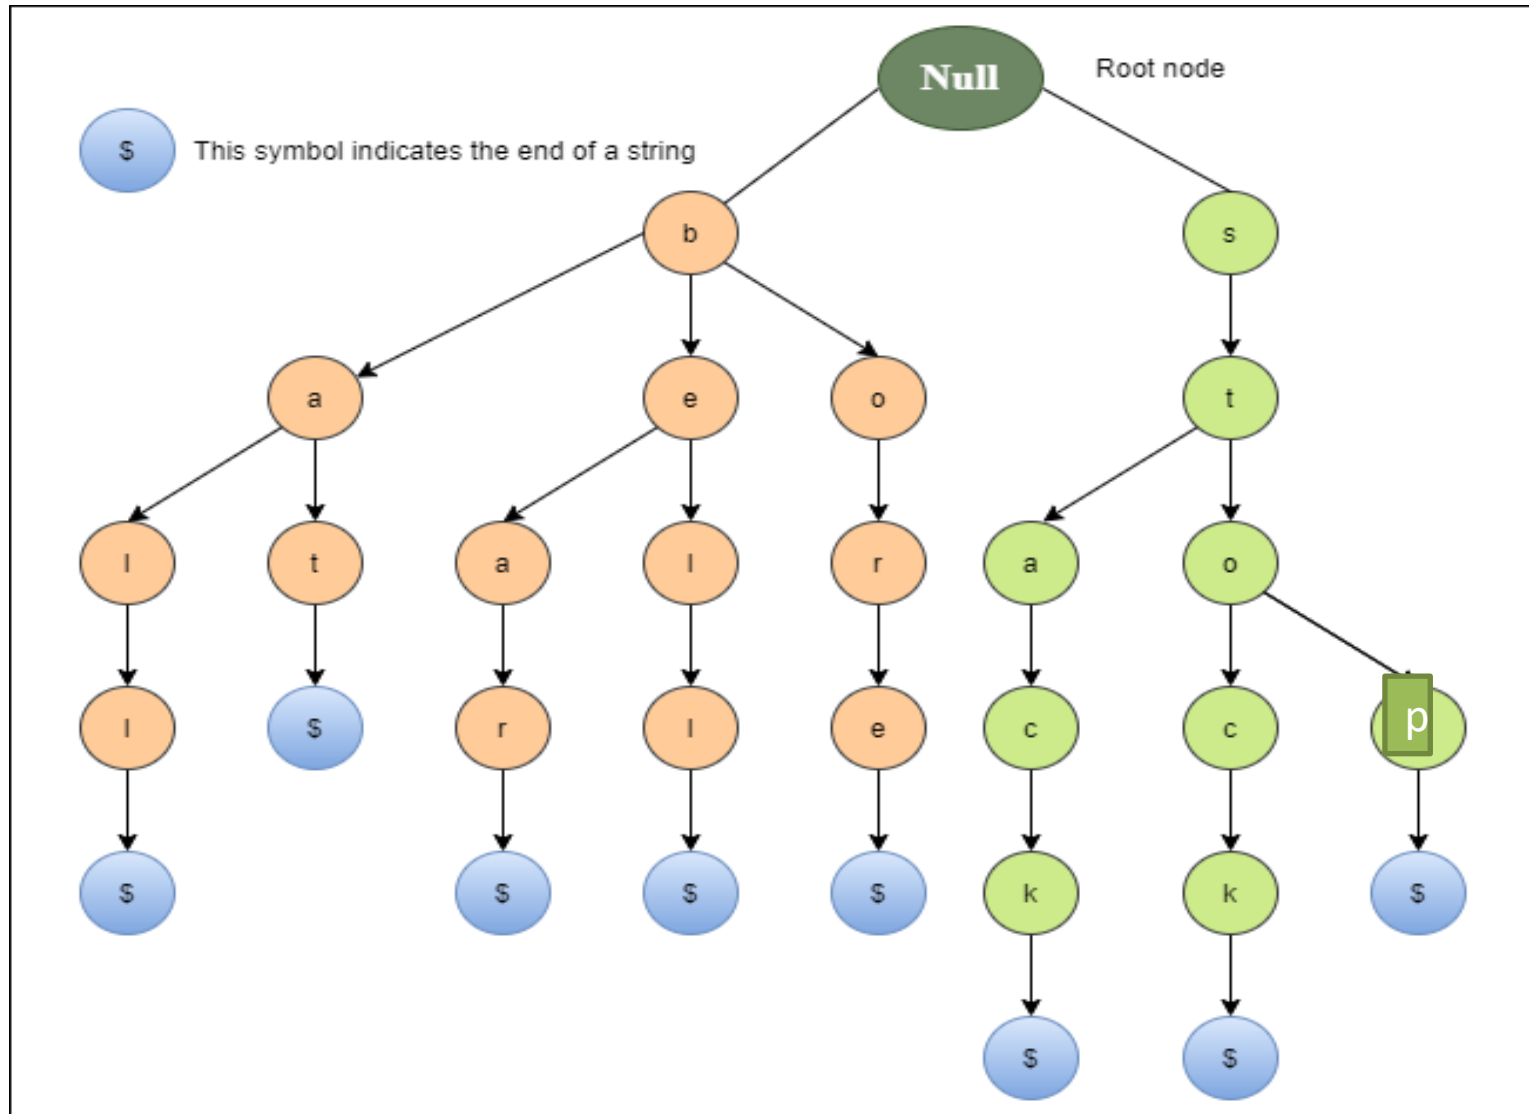 Null
Root node
$
This symbol indicates the end of a string
b
s
a
e
o
t
l
t
a
l
r
a
o
l
$
r
l
e
c
c
p
$
$
$
$
k
k
$
$
$